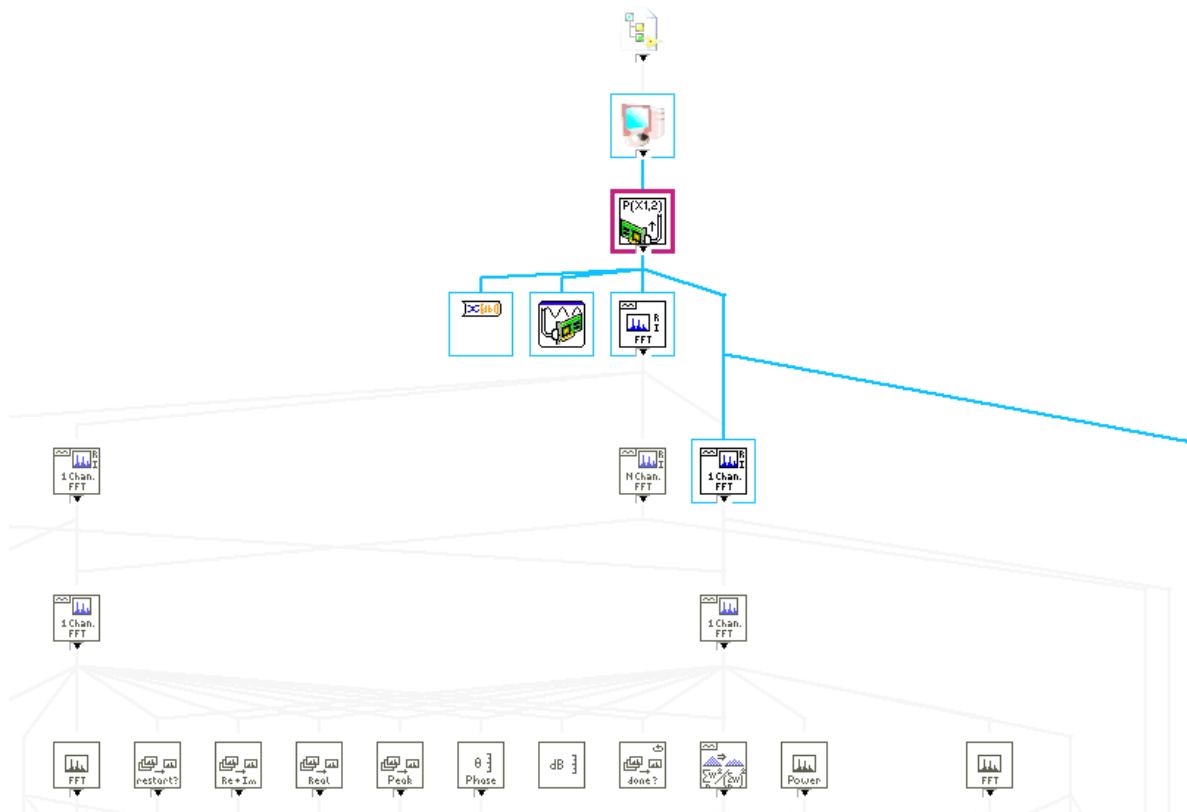 P(X1,2)
[dbl]
R
I
FFT
R
I
1 Chan.
FFT
R
I
N Chan.
FFT
R
I
1 Chan.
FFT
1 Chan.
FFT
1 Chan.
FFT
FFT
restart?
Re+Im
Real
Peak
θ
Phase
dB
done?
Power
FFT